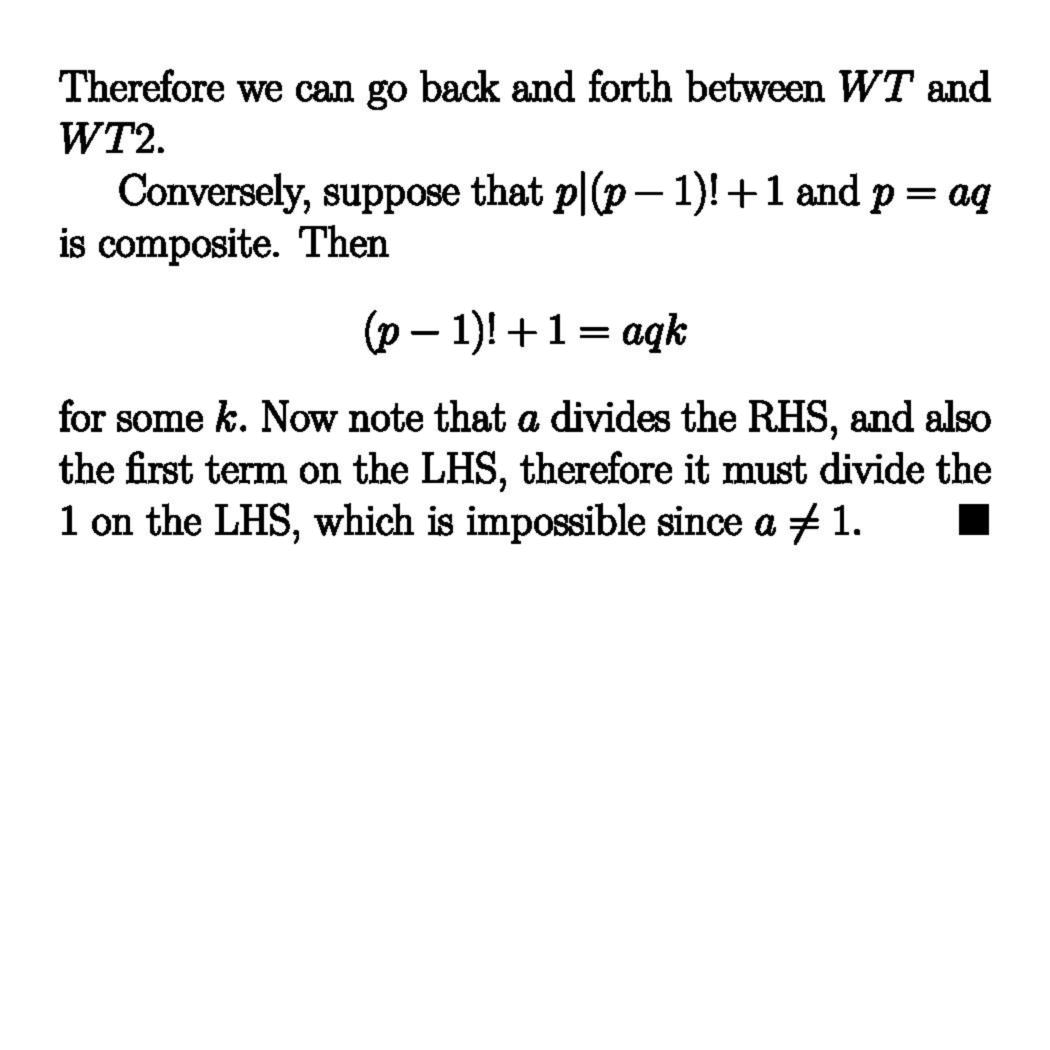 Therefore we can go back and forth between WT and
WT2.
Conversely, suppose that p|(p − 1)! + 1 and p = aq
is composite. Then
(p − 1)! + 1 = aqk
for some k. Now note that a divides the RHS, and also
the first term on the LHS, therefore it must divide the
1 on the LHS, which is impossible since a ≠ 1. ■